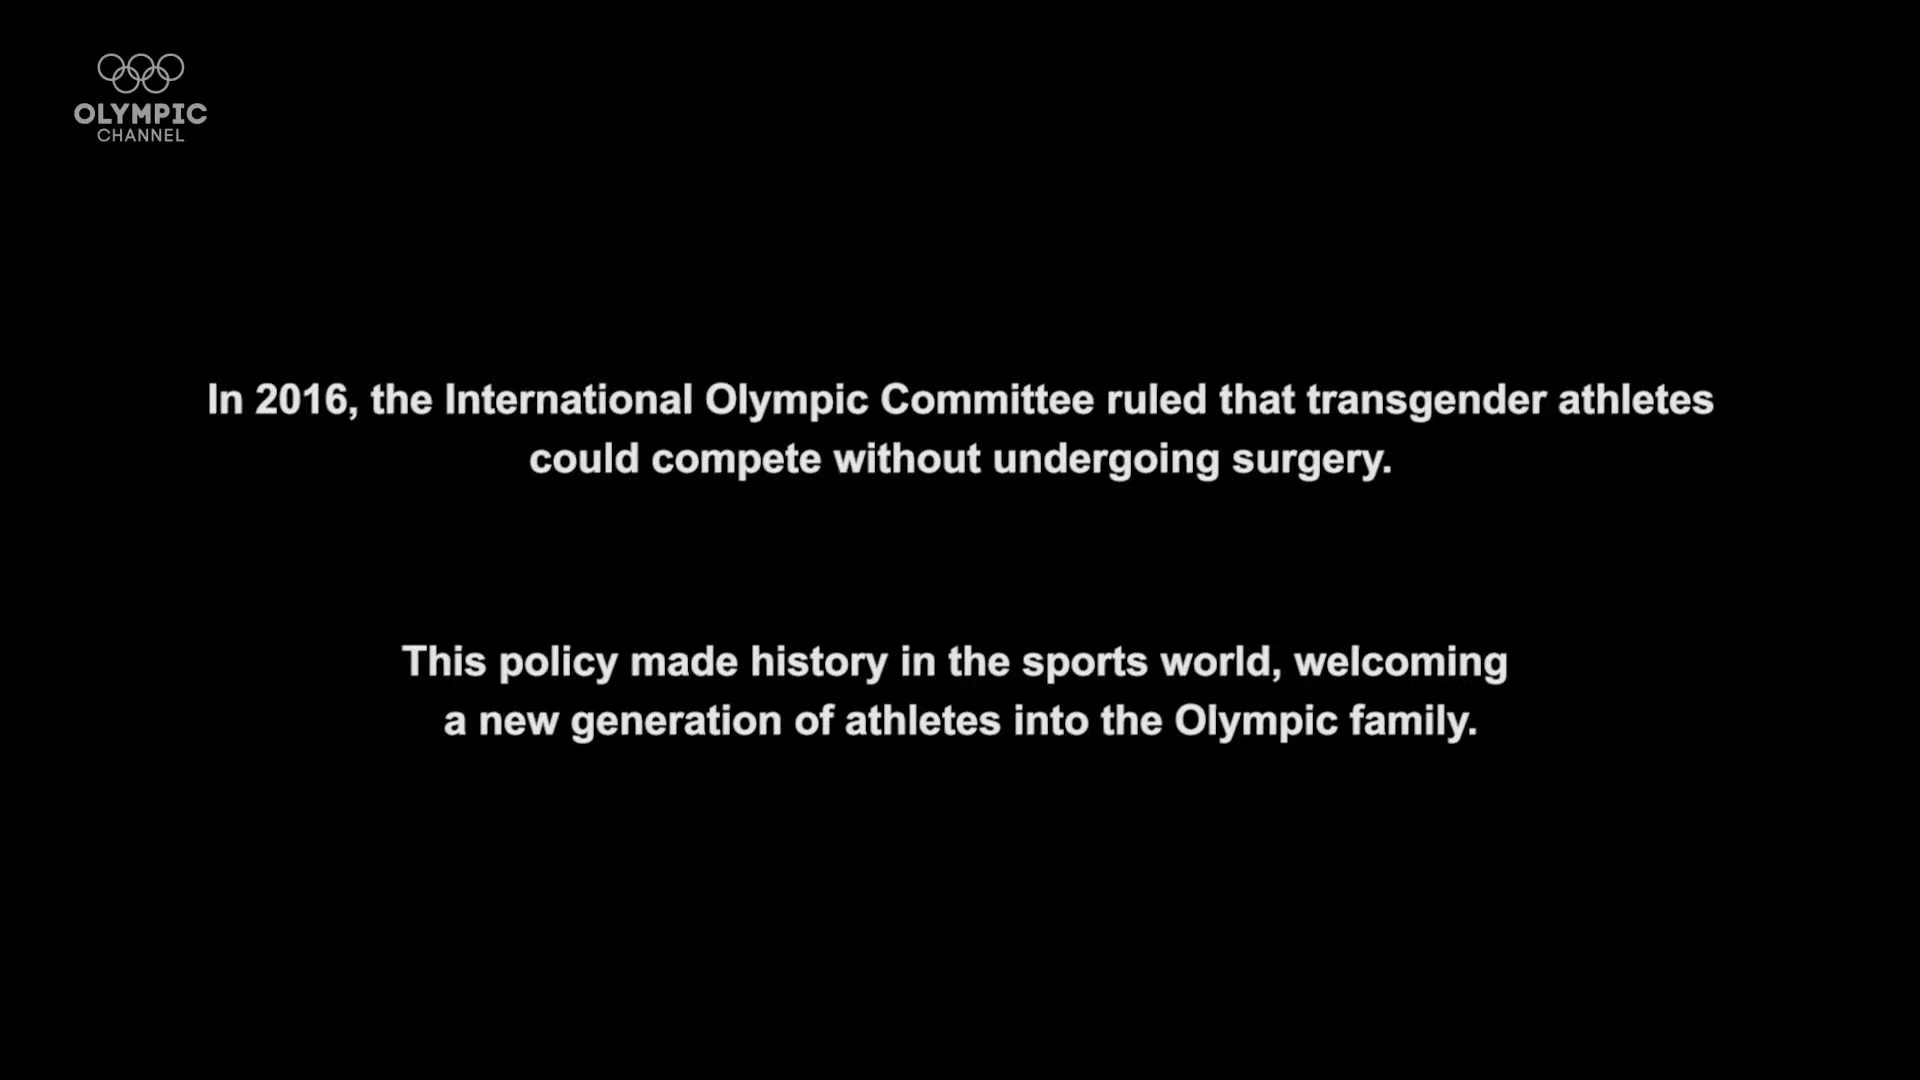 OLYMPIC
CHANNEL
In 2016, the International Olympic Committee ruled that transgender athletes
could compete without undergoing surgery.
This policy made history in the sports world, welcoming
a new generation of athletes into the Olympic family.